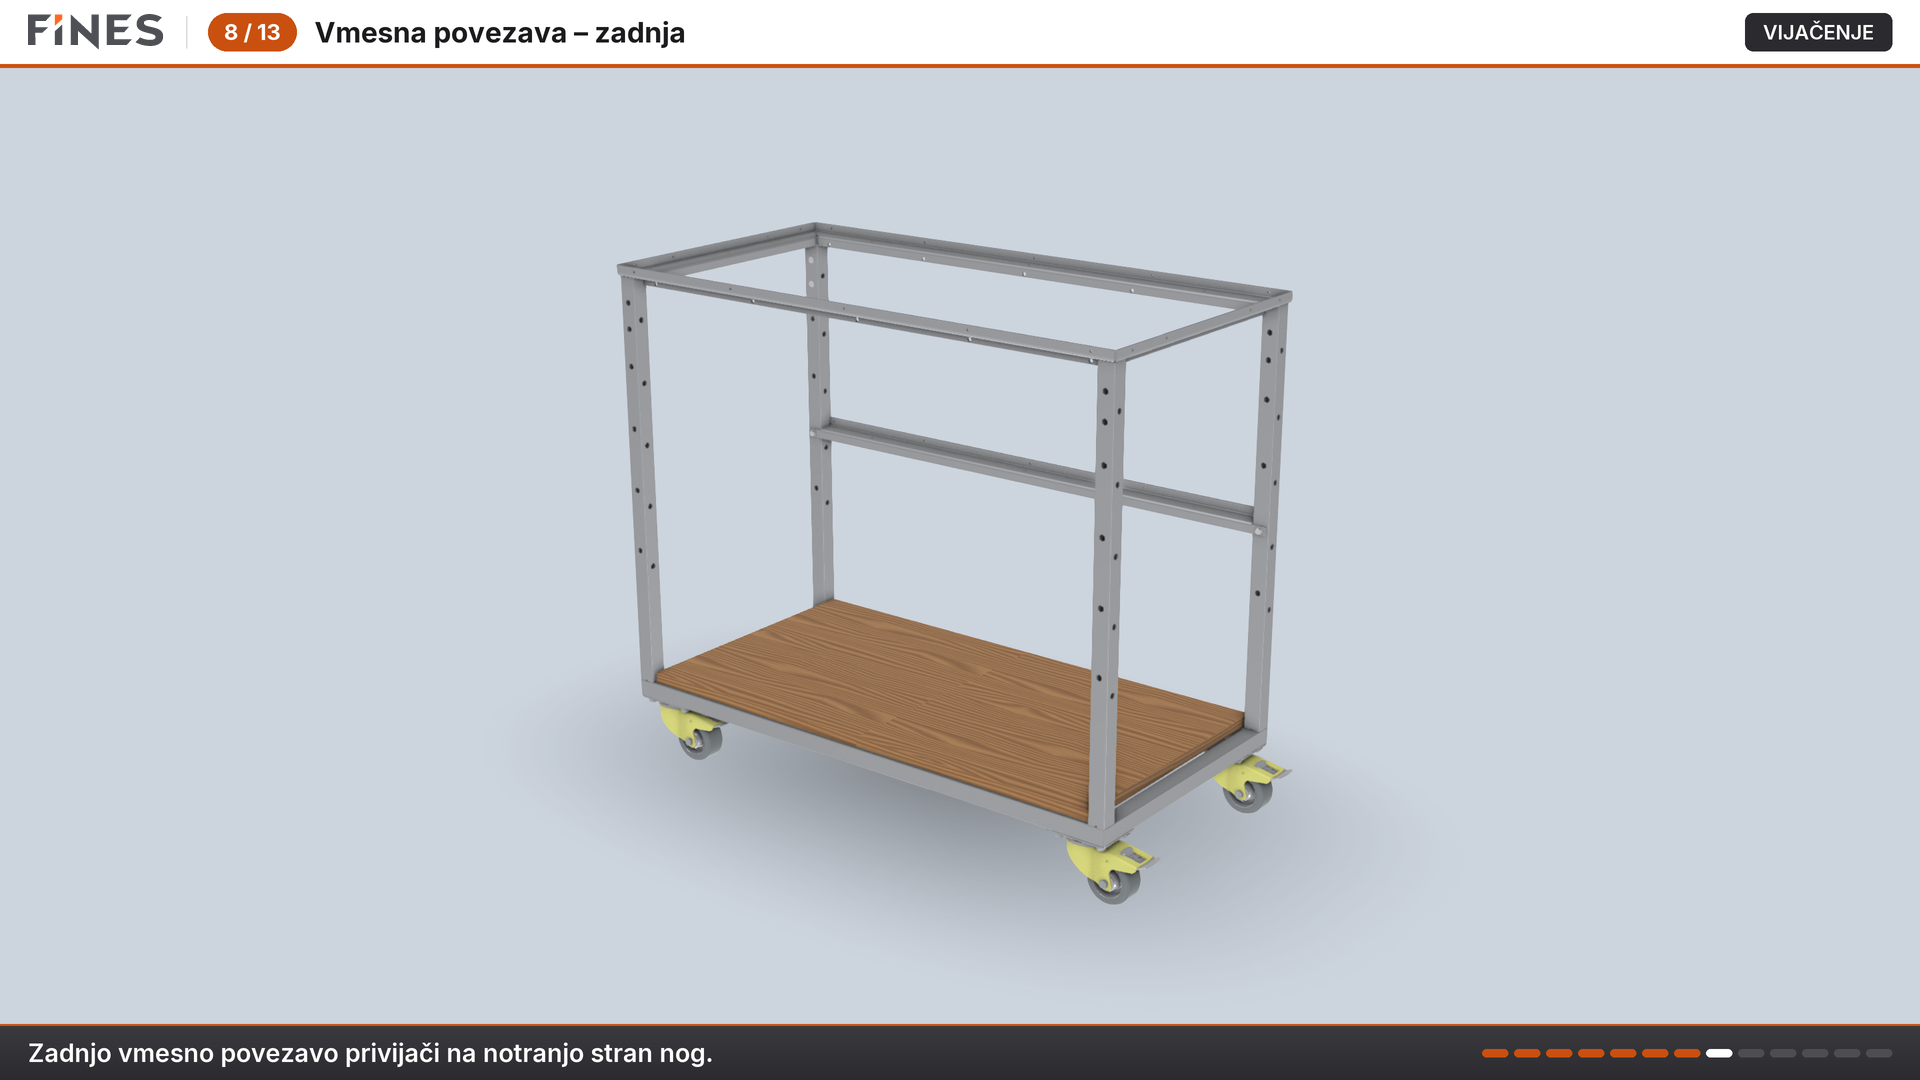 FINES
8 / 13
Vmesna povezava – zadnja
VIJAČENJE
Zadnjo vmesno povezavo privijači na notranjo stran nog.